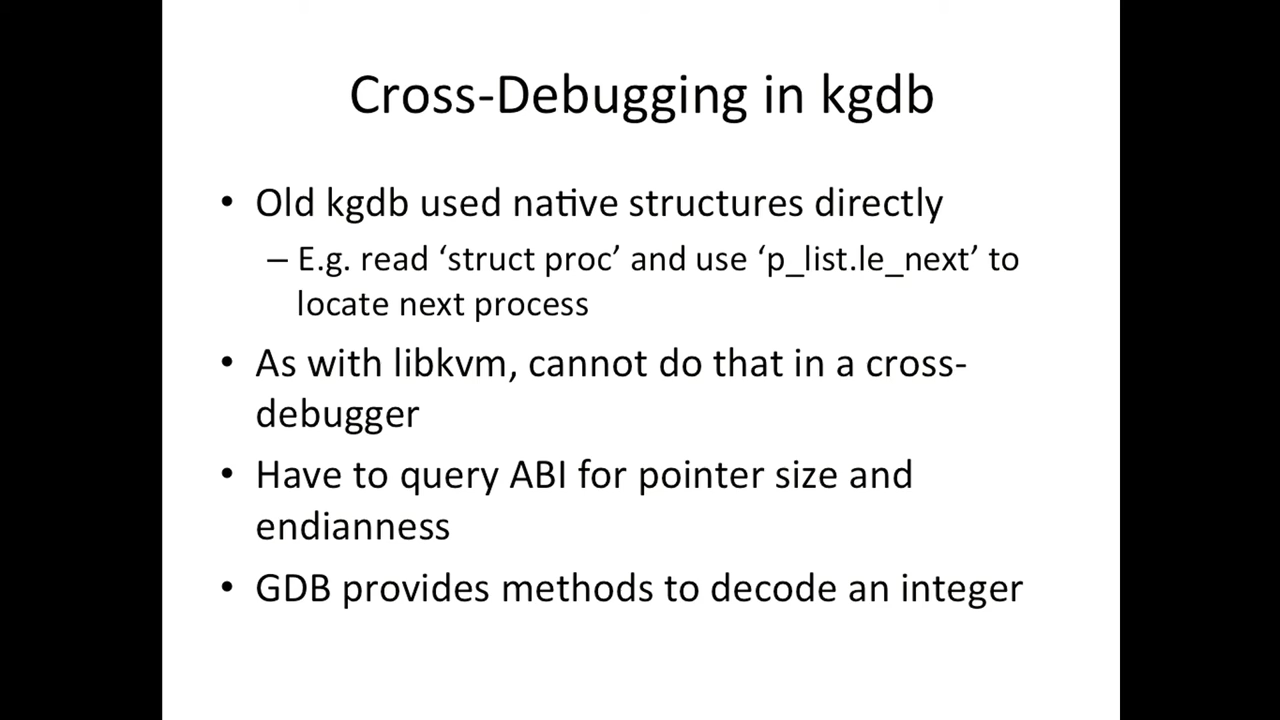 Cross-Debugging in kgdb
• Old kgdb used native structures directly
– E.g. read ‘struct proc’ and use ‘p_list.le_next’ to
locate next process
• As with libkvm, cannot do that in a cross-
debugger
• Have to query ABI for pointer size and
endianness
• GDB provides methods to decode an integer